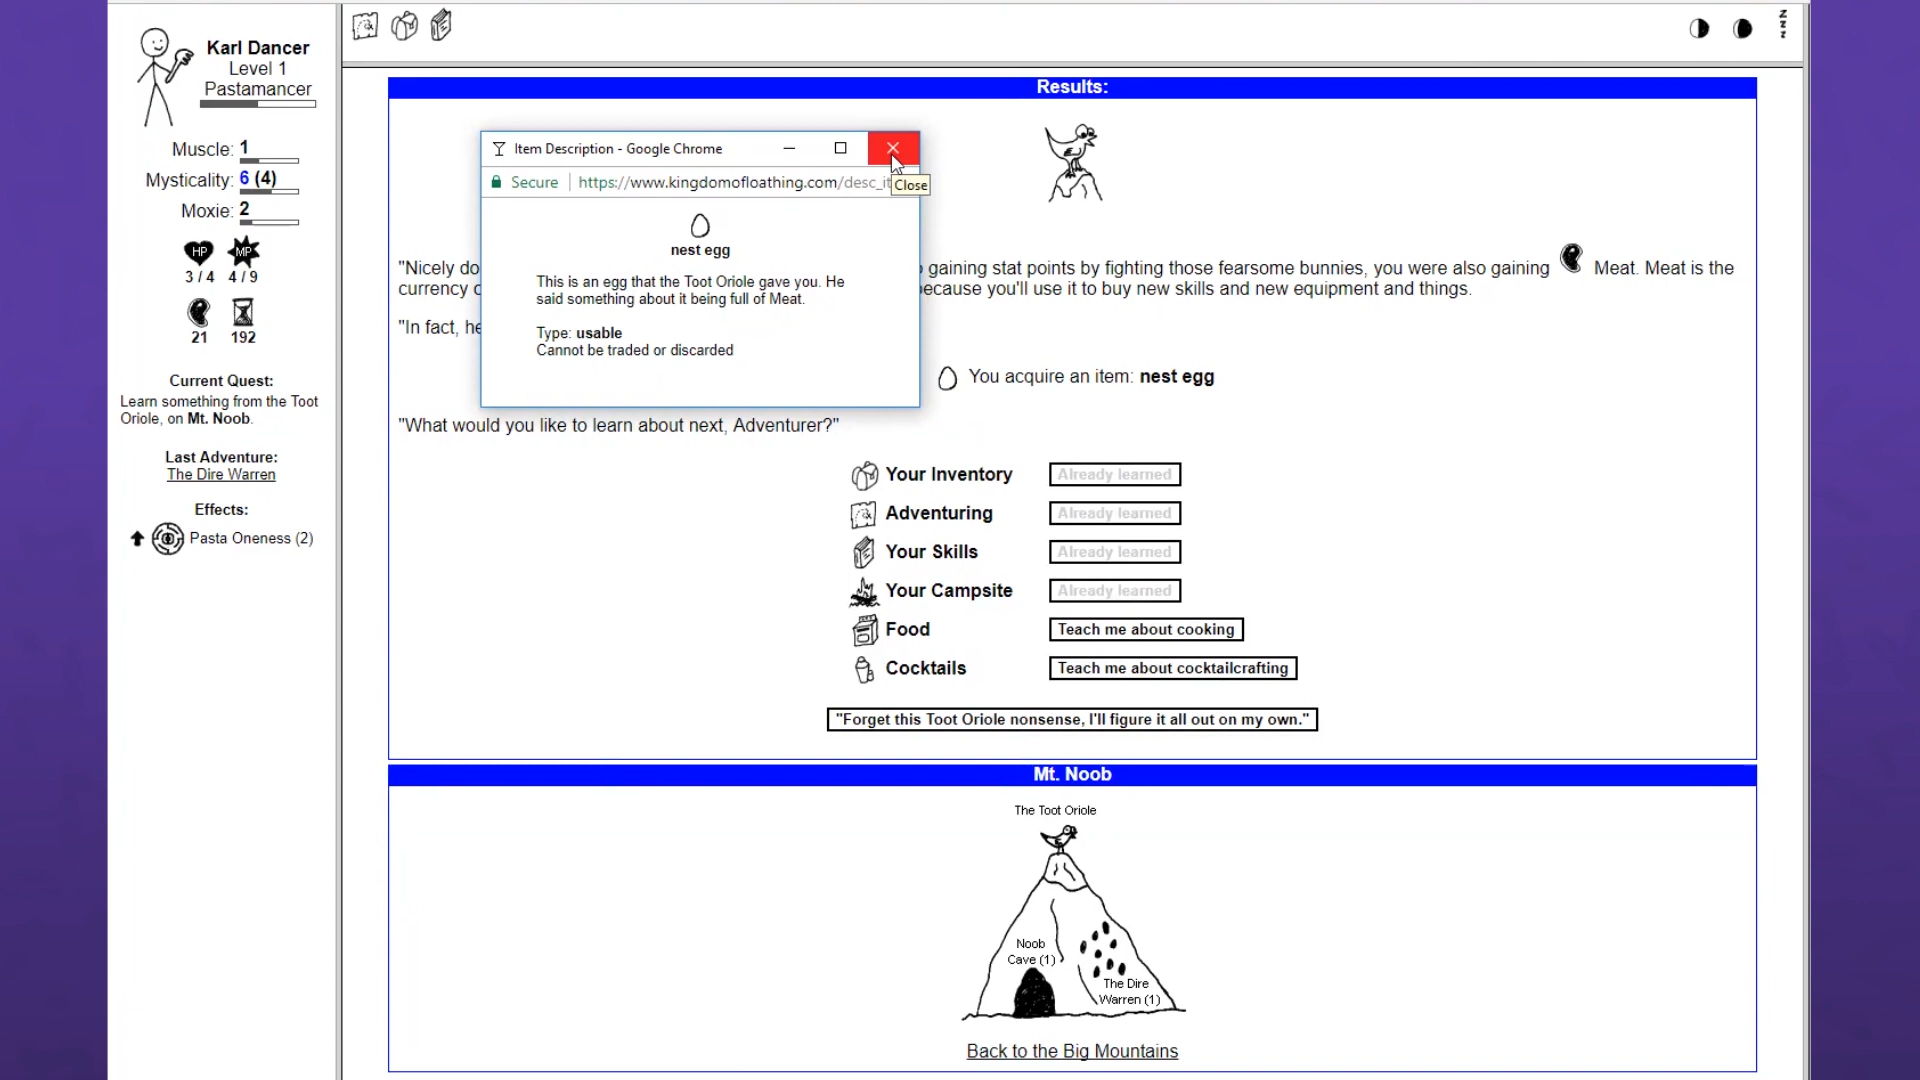 Karl Dancer
Level 1
Pastamancer
Muscle: 1
Mysticality: 6 (4)
Moxie: 2
HP
MP
3 / 4
4 / 9
21
192
Current Quest:
Learn something from the Toot
Oriole, on Mt. Noob.
Last Adventure:
The Dire Warren
Effects:
Pasta Oneness (2)
z
z
z
Results:
Item Description - Google Chrome
Secure
https://www.kingdomofloathing.com/desc_it
Close
nest egg
This is an egg that the Toot Oriole gave you. He
said something about it being full of Meat.
Type: usable
Cannot be traded or discarded
"Nicely do
gaining stat points by fighting those fearsome bunnies, you were also gaining Meat. Meat is the
currency
because you'll use it to buy new skills and new equipment and things.
"In fact, he
You acquire an item: nest egg
"What would you like to learn about next, Adventurer?"
Your Inventory Already learned
Adventuring Already learned
Your Skills Already learned
Your Campsite Already learned
Food Teach me about cooking
Cocktails Teach me about cocktailcrafting
"Forget this Toot Oriole nonsense, I'll figure it all out on my own."
Mt. Noob
The Toot Oriole
Noob
Cave (1)
The Dire
Warren (1)
Back to the Big Mountains